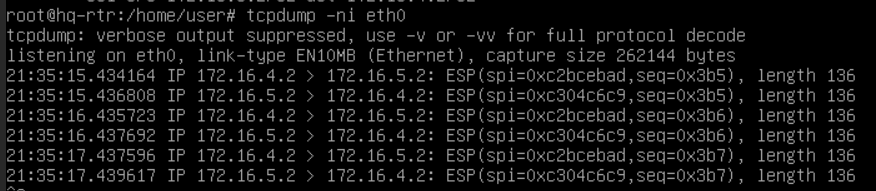 root@hq-rtr:/home/user# tcpdump -ni eth0
tcpdump: verbose output suppressed, use -v or -vv for full protocol decode
listening on eth0, link-type EN10MB (Ethernet), capture size 262144 bytes
21:35:15.434164 IP 172.16.4.2 > 172.16.5.2: ESP(spi=0xc2bcebad,seq=0x3b5), length 136
21:35:15.436808 IP 172.16.5.2 > 172.16.4.2: ESP(spi=0xc304c6c9,seq=0x3b5), length 136
21:35:16.435723 IP 172.16.4.2 > 172.16.5.2: ESP(spi=0xc2bcebad,seq=0x3b6), length 136
21:35:16.437692 IP 172.16.5.2 > 172.16.4.2: ESP(spi=0xc304c6c9,seq=0x3b6), length 136
21:35:17.437596 IP 172.16.4.2 > 172.16.5.2: ESP(spi=0xc2bcebad,seq=0x3b7), length 136
21:35:17.439617 IP 172.16.5.2 > 172.16.4.2: ESP(spi=0xc304c6c9,seq=0x3b7), length 136